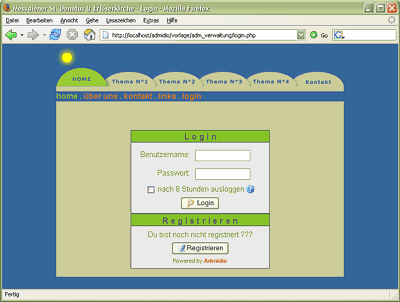 Messdiener St. Donatus & Erlöserkirche - Login - Mozilla Firefox
Datei Bearbeiten Ansicht Gehe Lesezeichen Extras Hilfe
http://localhost/admidio/vorlage/adm_verwaltung/login.php Go
HOME Thema N°1 Thema N°2 Thema N°3 Thema N°4 Kontakt
home . über uns . kontakt . links . login
Login
Benutzername:
Passwort:
nach 8 Stunden ausloggen
Login
Registrieren
Du bist noch nicht registriert ???
Registrieren
Powered by Admidio
Fertig